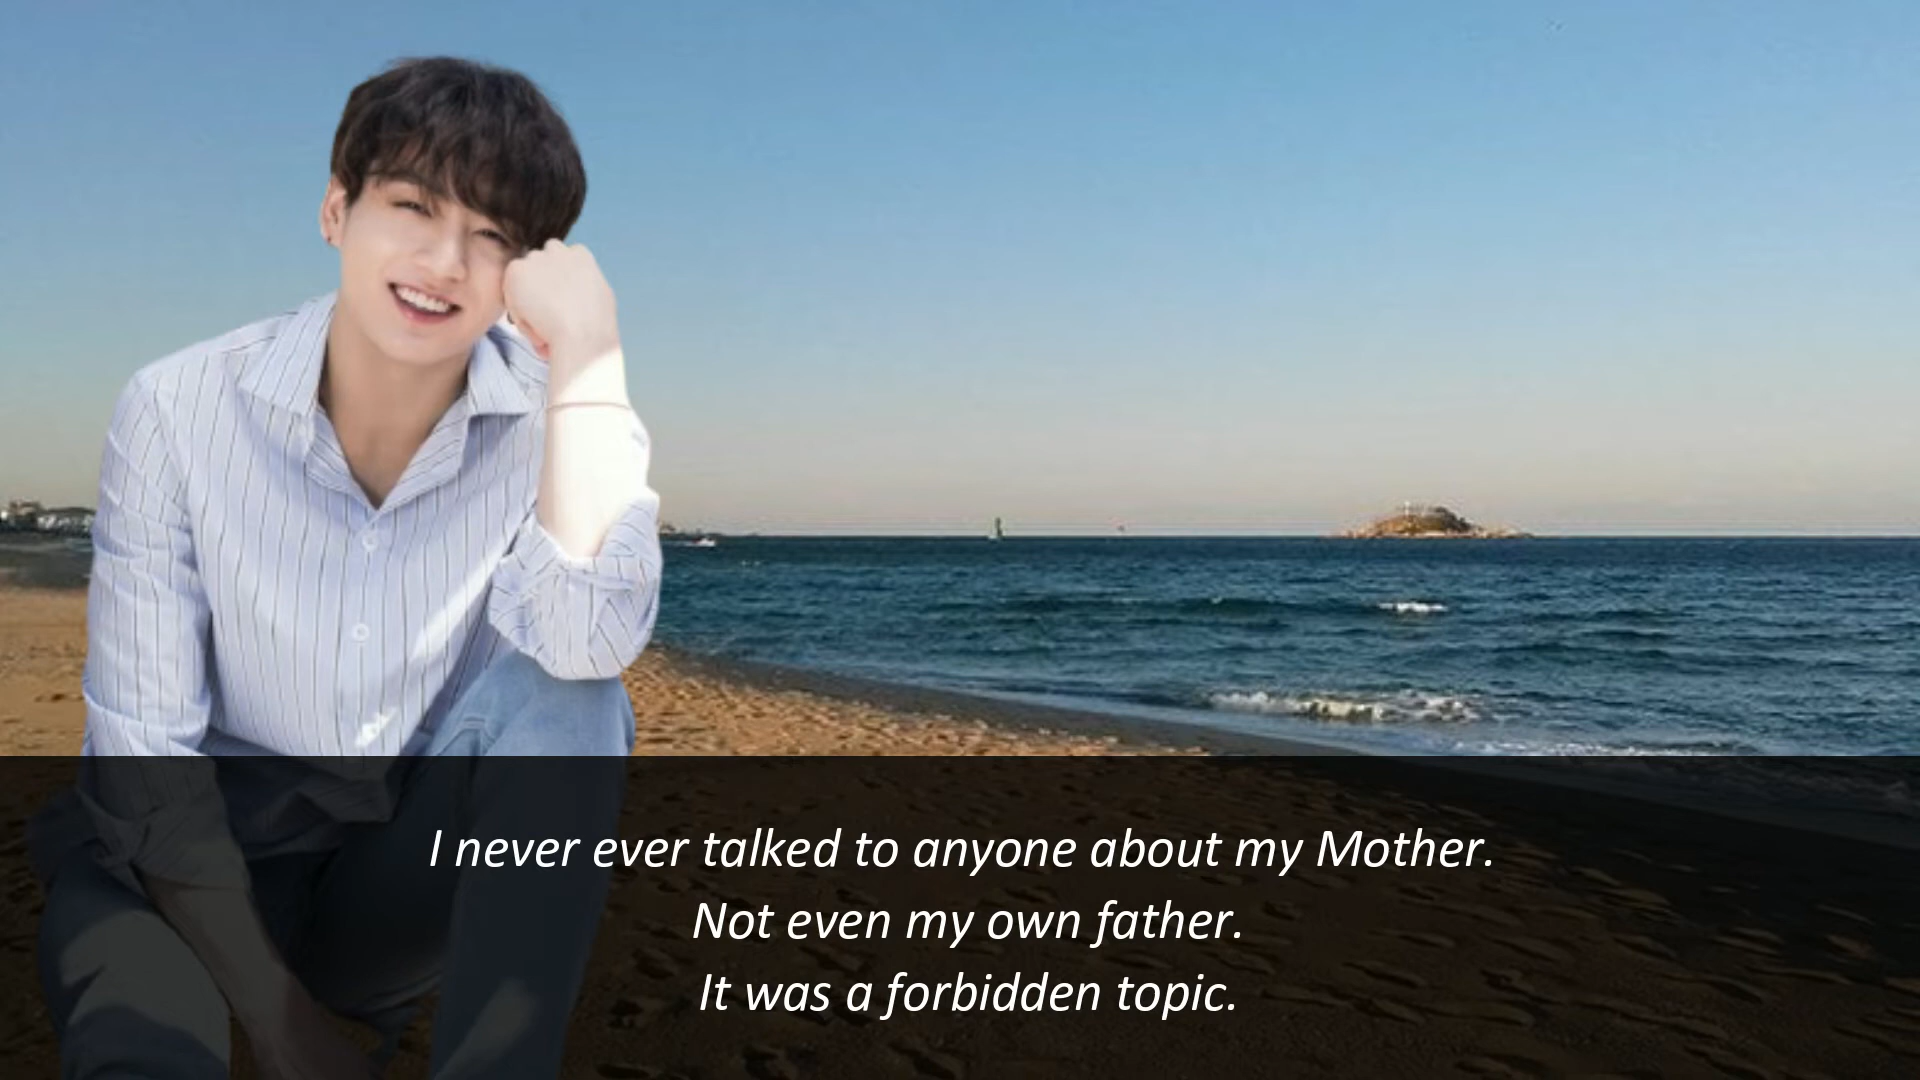 I never ever talked to anyone about my Mother.
Not even my own father.
It was a forbidden topic.